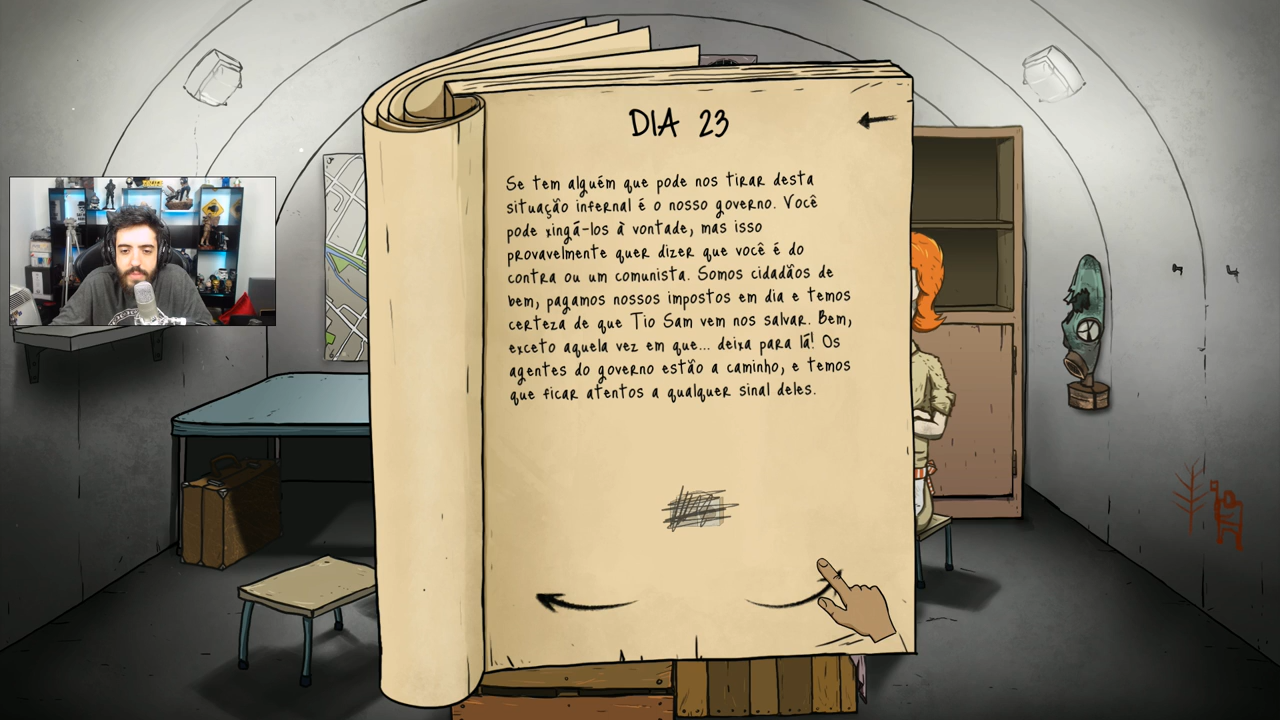 DIA 23
Se tem alguém que pode nos tirar desta
situação infernal é o nosso governo. Você
pode xingá-los à vontade, mas isso
provavelmente quer dizer que você é do
contra ou um comunista. Somos cidadãos de
bem, pagamos nossos impostos em dia e temos
certeza de que Tio Sam vem nos salvar. Bem,
exceto aquela vez em que... deixa para lá! Os
agentes do governo estão a caminho, e temos
que ficar atentos a qualquer sinal deles.